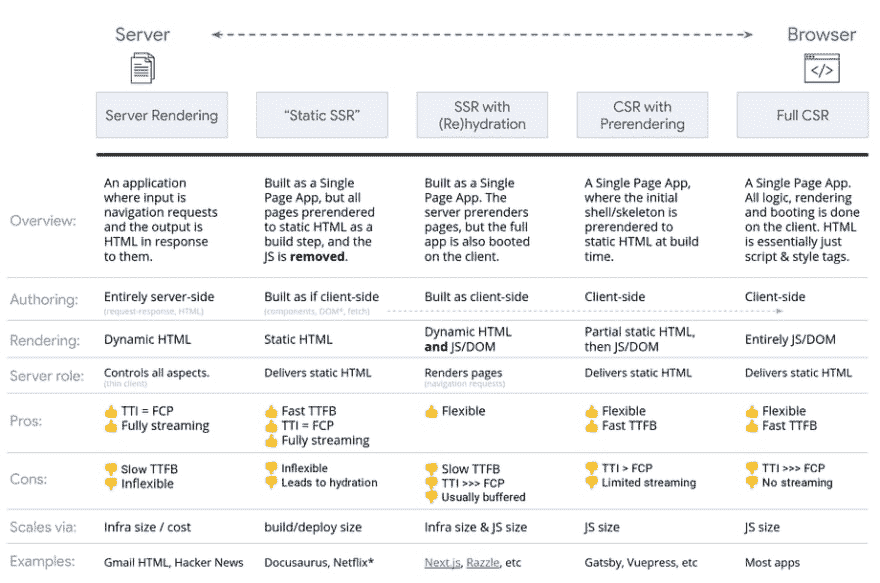 Server
Browser
</>
Server Rendering
“Static SSR”
SSR with
(Re)hydration
CSR with
Prerendering
Full CSR
Overview:
An application
where input is
navigation requests
and the output is
HTML in response
to them.
Built as a Single
Page App, but all
pages prerendered
to static HTML as a
build step, and the
JS is removed.
Built as a Single
Page App. The
server prerenders
pages, but the full
app is also booted
on the client.
A Single Page App,
where the initial
shell/skeleton is
prerendered to
static HTML at build
time.
A Single Page App.
All logic, rendering
and booting is done
on the client. HTML
is essentially just
script & style tags.
Authoring:
Entirely server-side
(request-response, HTML)
Built as if client-side
(components, DOM*, fetch)
Built as client-side
Client-side
Client-side
Rendering:
Dynamic HTML
Static HTML
Dynamic HTML
and JS/DOM
Partial static HTML,
then JS/DOM
Entirely JS/DOM
Server role:
Controls all aspects.
(thin client)
Delivers static HTML
Renders pages
(navigation requests)
Delivers static HTML
Delivers static HTML
Pros:
👍 TTI = FCP
👍 Fully streaming
👍 Fast TTFB
👍 TTI = FCP
👍 Fully streaming
👍 Flexible
👍 Flexible
👍 Fast TTFB
👍 Flexible
👍 Fast TTFB
Cons:
👎 Slow TTFB
👎 Inflexible
👎 Inflexible
👎 Leads to hydration
👎 Slow TTFB
👎 TTI >>> FCP
👎 Usually buffered
👎 TTI > FCP
👎 Limited streaming
👎 TTI >>> FCP
👎 No streaming
Scales via:
Infra size / cost
build/deploy size
Infra size & JS size
JS size
JS size
Examples:
Gmail HTML, Hacker News
Docusaurus, Netflix*
Next.js, Razzle, etc
Gatsby, Vuepress, etc
Most apps